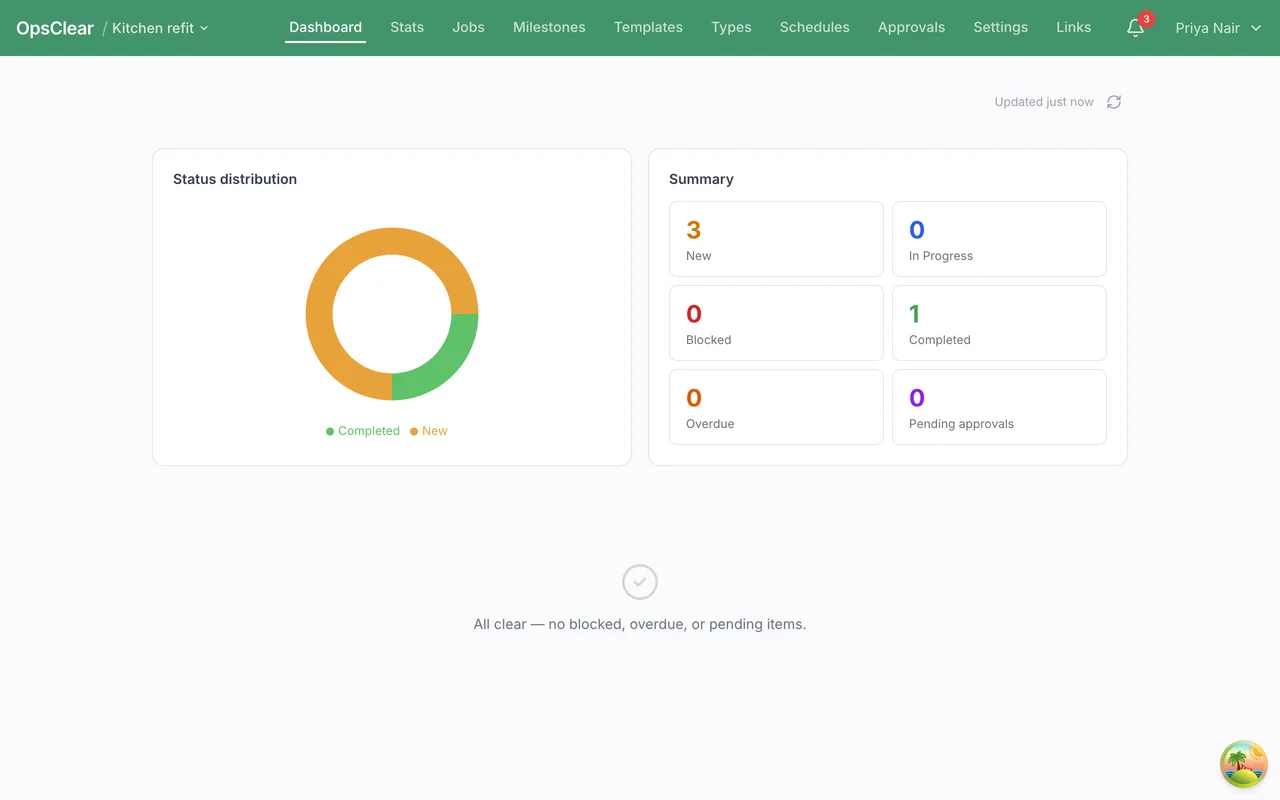 OpsClear / Kitchen refit Dashboard Stats Jobs Milestones Templates Types Schedules Approvals Settings Links 3 Priya Nair
Updated just now
Status distribution
Completed New
Summary
3
New
0
In Progress
0
Blocked
1
Completed
0
Overdue
0
Pending approvals
All clear — no blocked, overdue, or pending items.